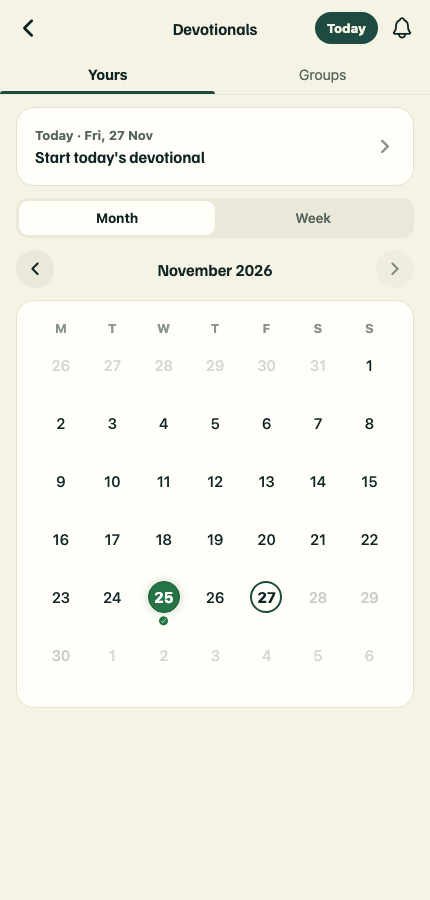 Devotionals
Today
Yours
Groups
Today · Fri, 27 Nov
Start today's devotional
Month
Week
November 2026
M T W T F S S
26 27 28 29 30 31 1
2 3 4 5 6 7 8
9 10 11 12 13 14 15
16 17 18 19 20 21 22
23 24 25 26 27 28 29
30 1 2 3 4 5 6